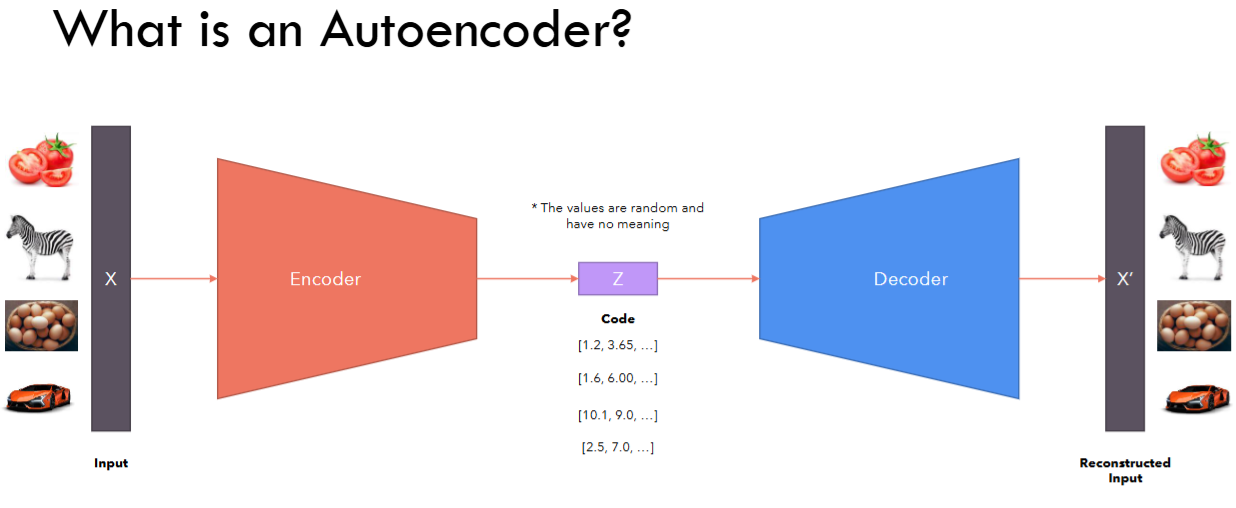 What is an Autoencoder?
* The values are random and
have no meaning
X
Encoder
Z
Decoder
X’
Code
[1.2, 3.65, …]
[1.6, 6.00, …]
[10.1, 9.0, …]
[2.5, 7.0, …]
Input
Reconstructed
Input